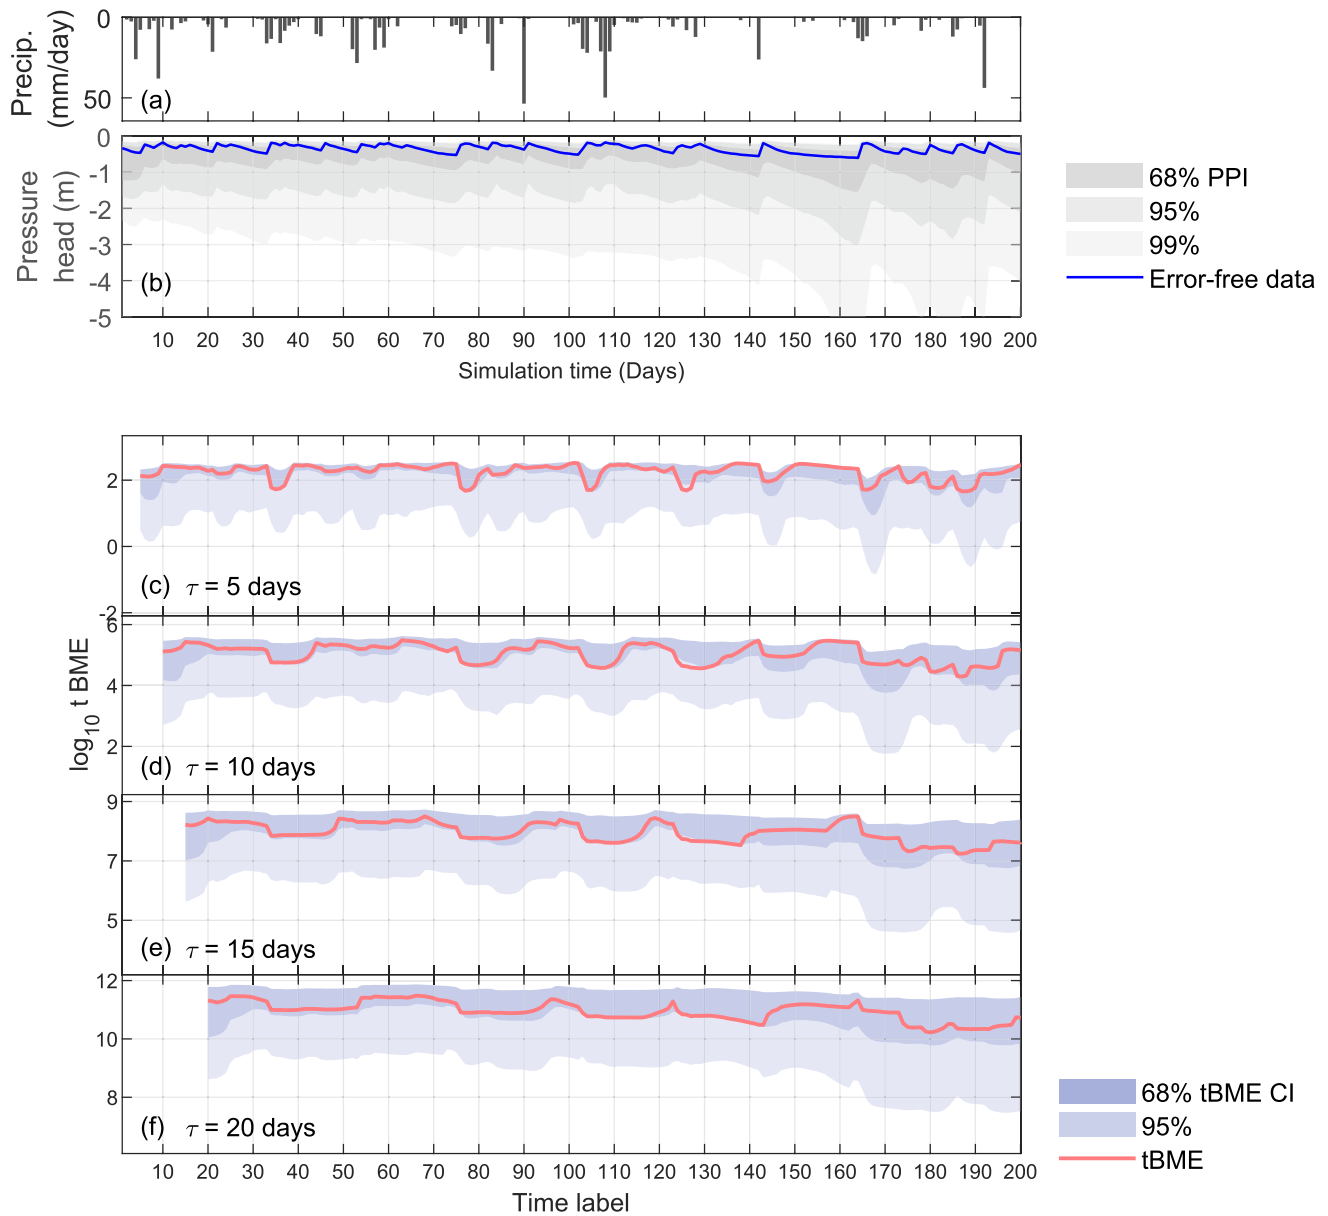 Precip.
(mm/day)
0
50
(a)
Pressure
head (m)
0
-1
-2
-3
-4
-5
(b)
10 20 30 40 50 60 70 80 90 100 110 120 130 140 150 160 170 180 190 200
Simulation time (Days)
68% PPI
95%
99%
Error-free data
log10 t BME
2
0
-2
(c) τ = 5 days
6
4
2
(d) τ = 10 days
9
7
5
(e) τ = 15 days
12
10
8
(f) τ = 20 days
10 20 30 40 50 60 70 80 90 100 110 120 130 140 150 160 170 180 190 200
Time label
68% tBME CI
95%
tBME